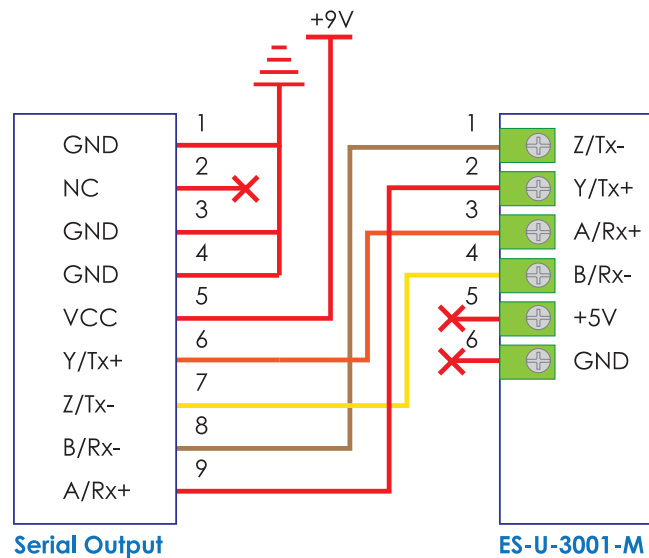 +9V
1
GND
2
NC
3
GND
4
GND
5
VCC
6
Y/Tx+
7
Z/Tx-
8
B/Rx-
9
A/Rx+
Serial Output
1
Z/Tx-
2
Y/Tx+
3
A/Rx+
4
B/Rx-
5
+5V
6
GND
ES-U-3001-M